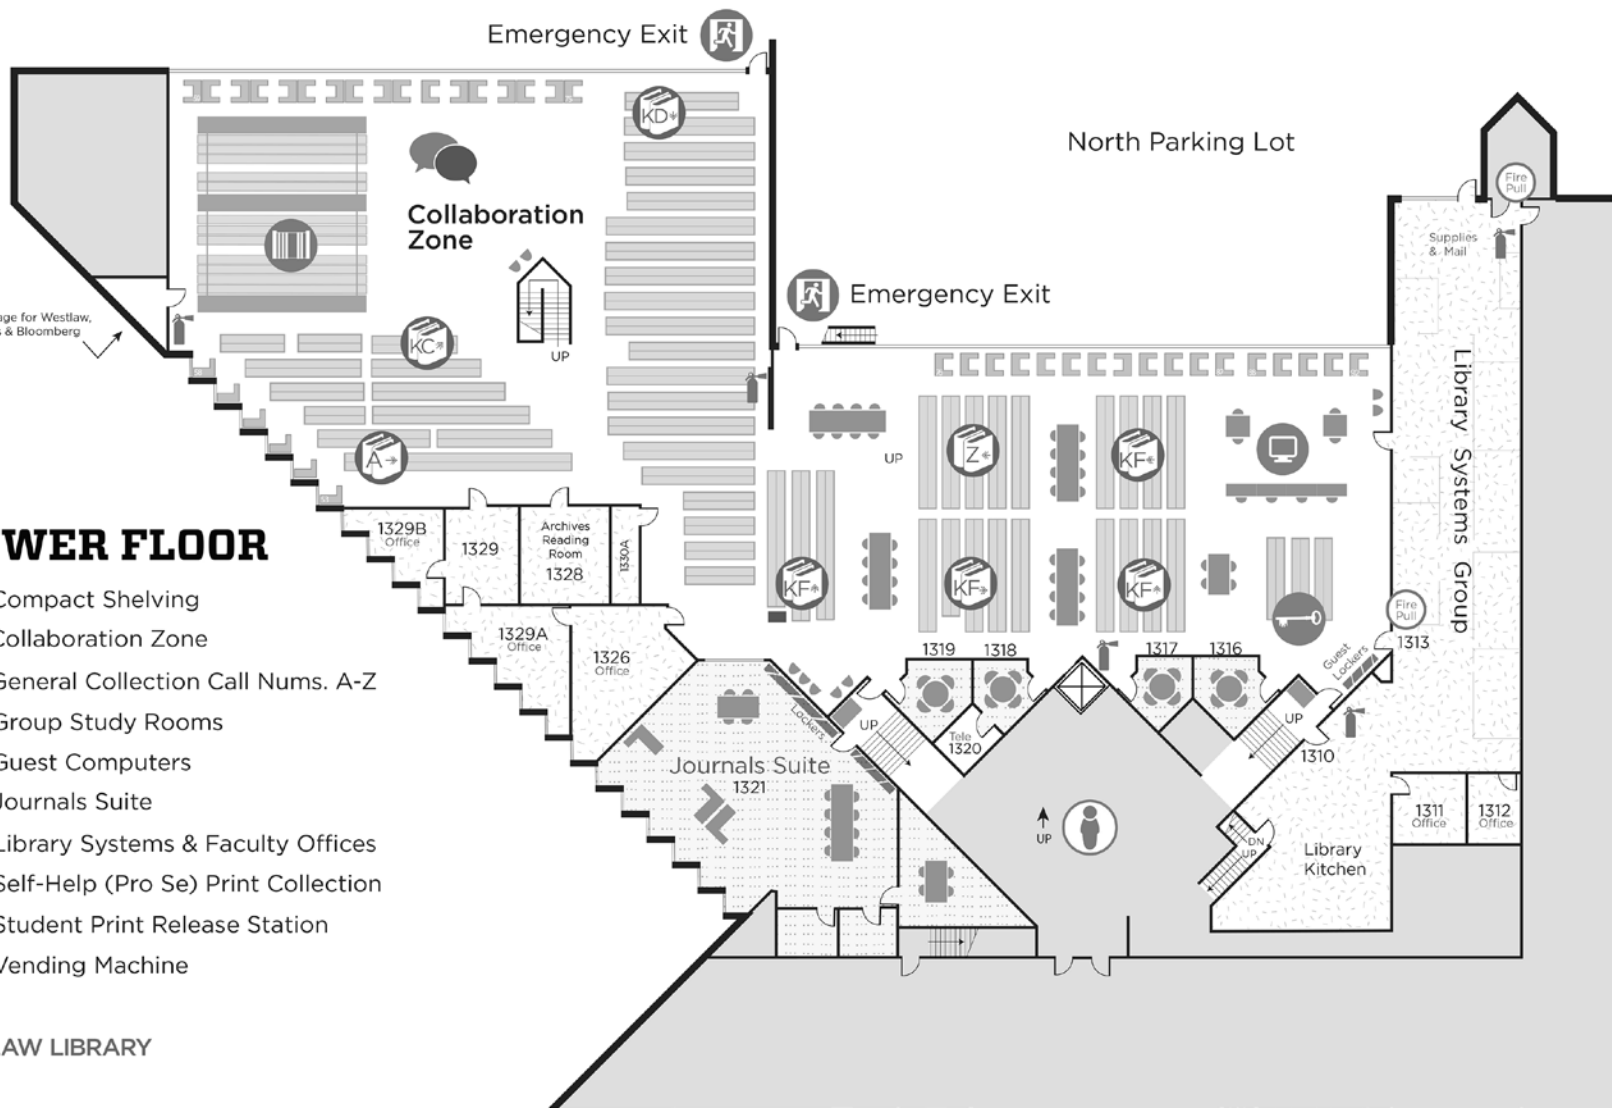 Emergency Exit
KD
North Parking Lot
Fire
Pull
Collaboration
Zone
Supplies
& Mail
Emergency Exit
for Westlaw,
& Bloomberg
KC
UP
Library Systems Group
A
UP
Z
KF
1329B
Office
1329
Archives
Reading
Room
1328
1330A
WER FLOOR
KF
KF
KF
Compact Shelving
Collaboration Zone
General Collection Call Nums. A-Z
Group Study Rooms
Guest Computers
Journals Suite
Library Systems & Faculty Offices
Self-Help (Pro Se) Print Collection
Student Print Release Station
Vending Machine
AW LIBRARY
1329A
Office
1326
Office
1319
1318
1317
1316
Guest
Lockers
Fire
Pull
1313
Lockers
UP
Tele
1320
UP
1310
Journals Suite
1321
UP
DN
UP
Library
Kitchen
1311
Office
1312
Office